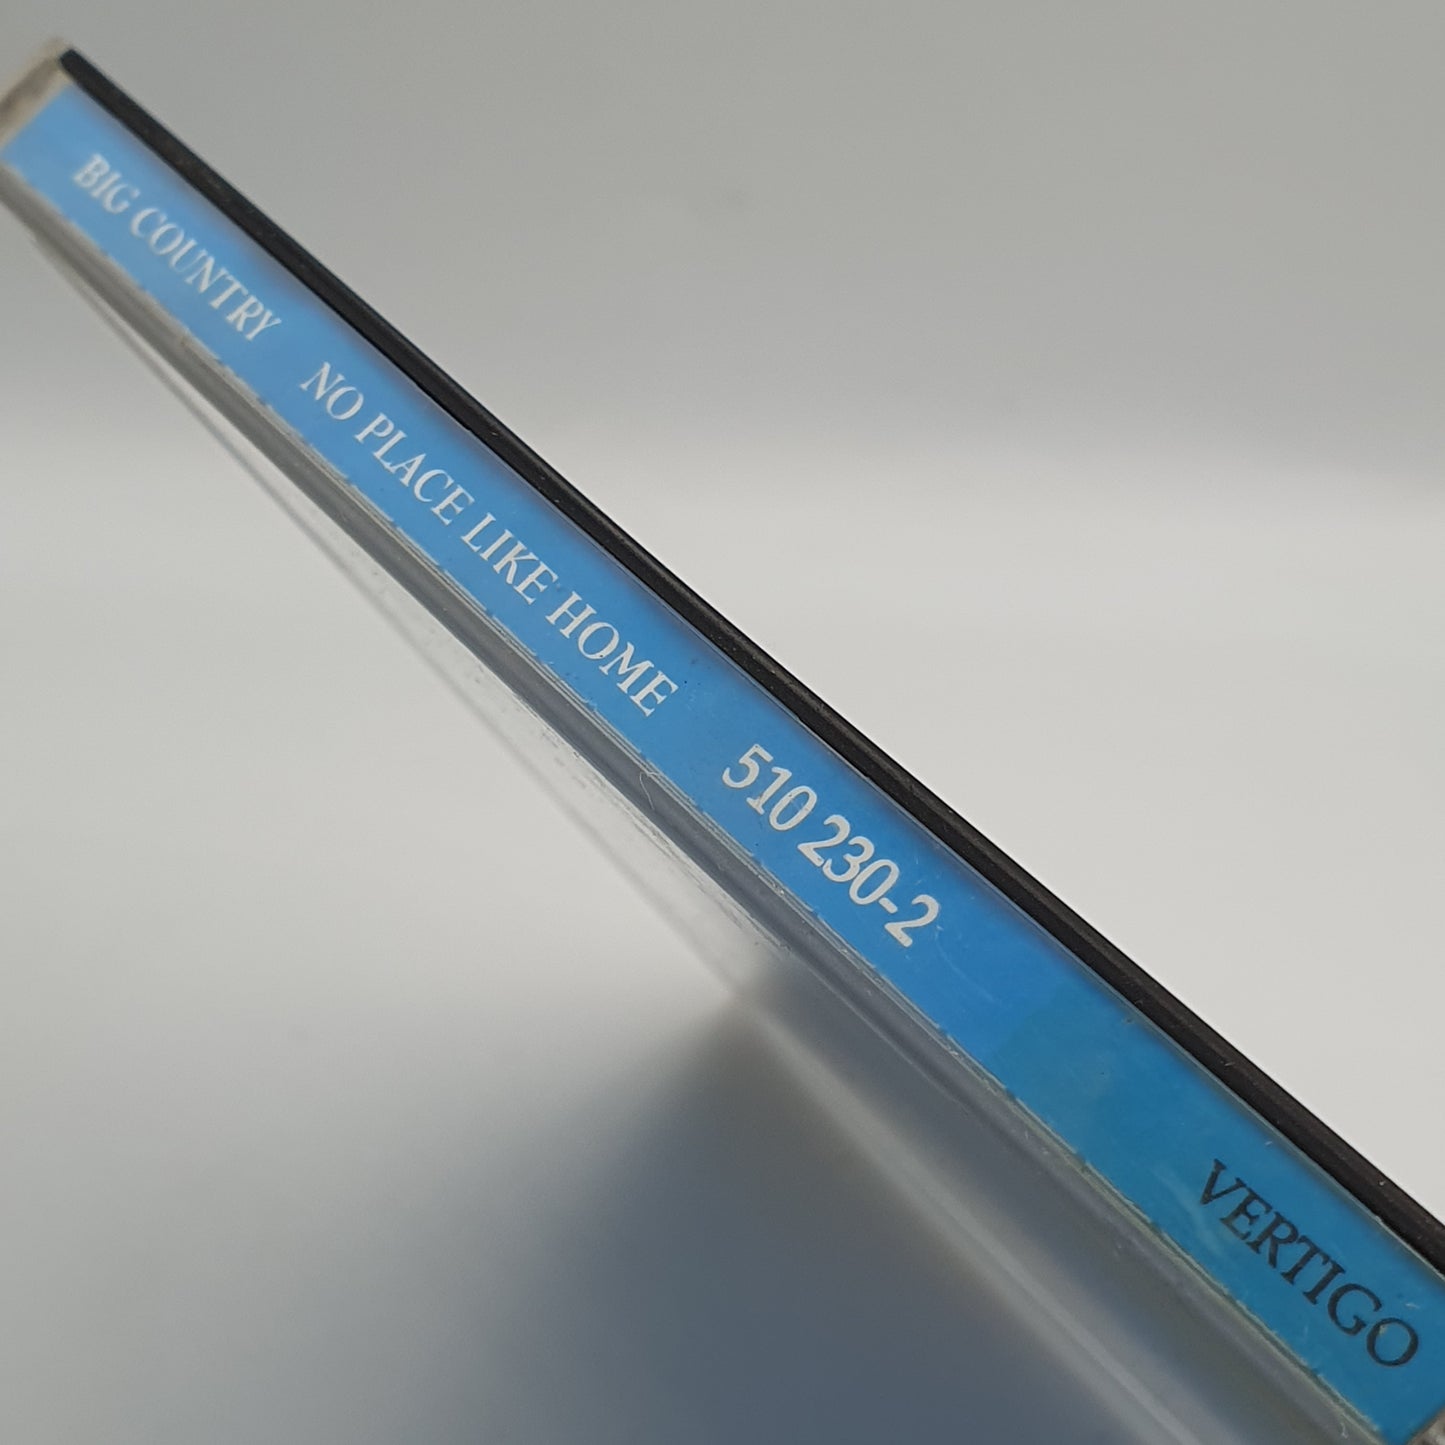 BIG COUNTRY NO PLACE LIKE HOME 510 230-2 VERTIGO